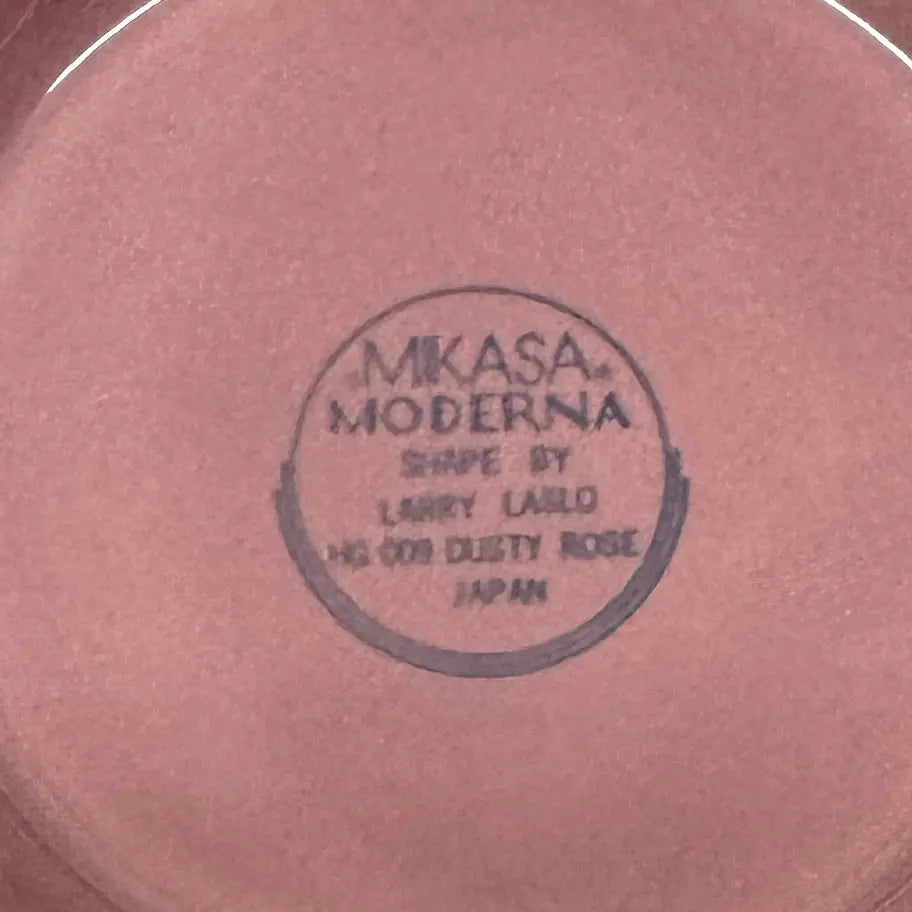 MIKASA
MODERNA
SHAPE BY
LARRY LASLO
HG 009 DUSTY ROSE
JAPAN